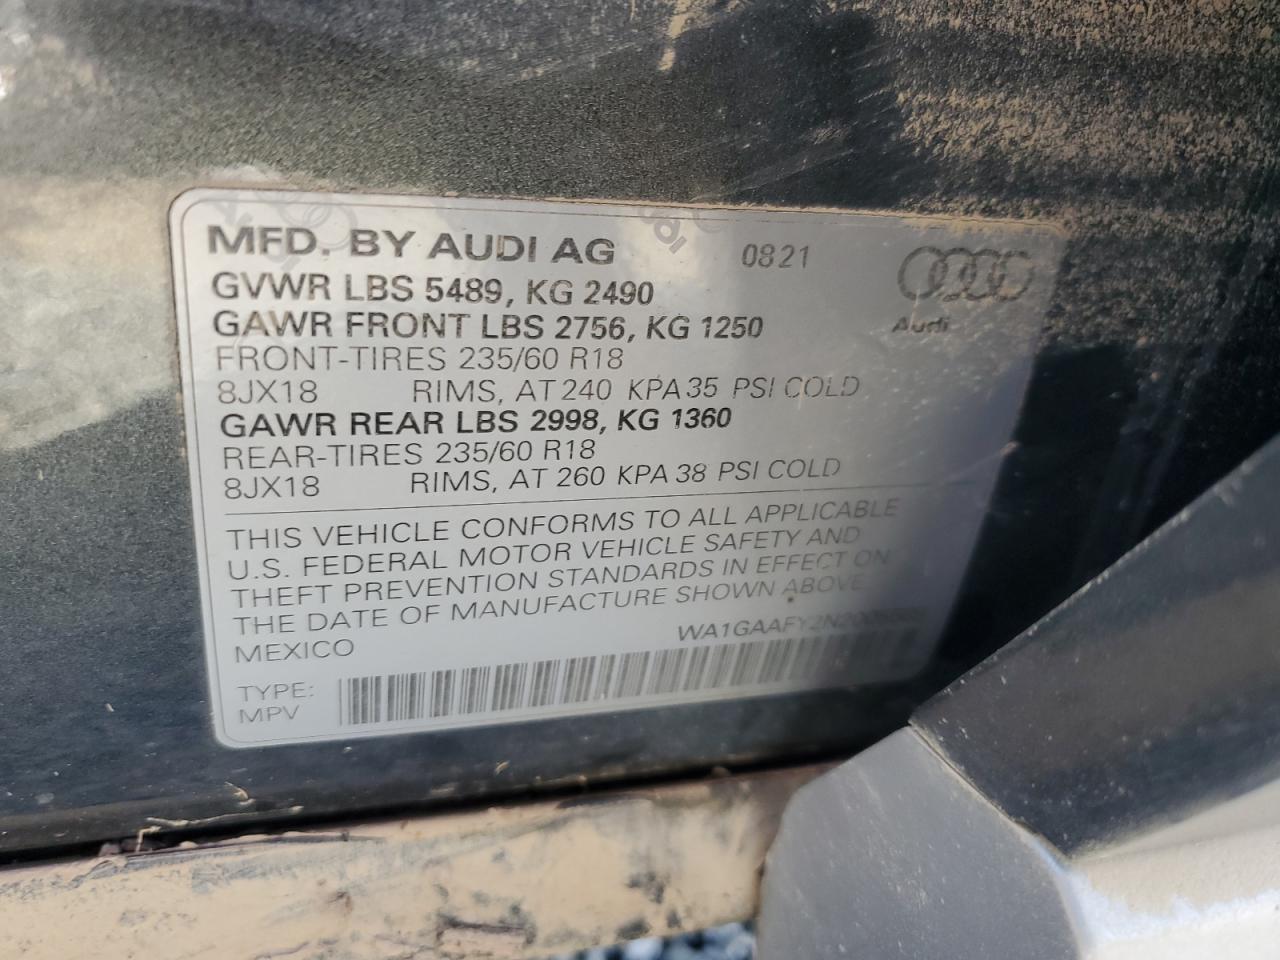 MFD. BY AUDI AG 0821
GVWR LBS 5489, KG 2490
GAWR FRONT LBS 2756, KG 1250
Audi
FRONT-TIRES 235/60 R18
8JX18 RIMS, AT 240 KPA 35 PSI COLD
GAWR REAR LBS 2998, KG 1360
REAR-TIRES 235/60 R18
8JX18 RIMS, AT 260 KPA 38 PSI COLD
THIS VEHICLE CONFORMS TO ALL APPLICABLE
U.S. FEDERAL MOTOR VEHICLE SAFETY AND
THEFT PREVENTION STANDARDS IN EFFECT ON
THE DATE OF MANUFACTURE SHOWN ABOVE
MEXICO
TYPE:
MPV